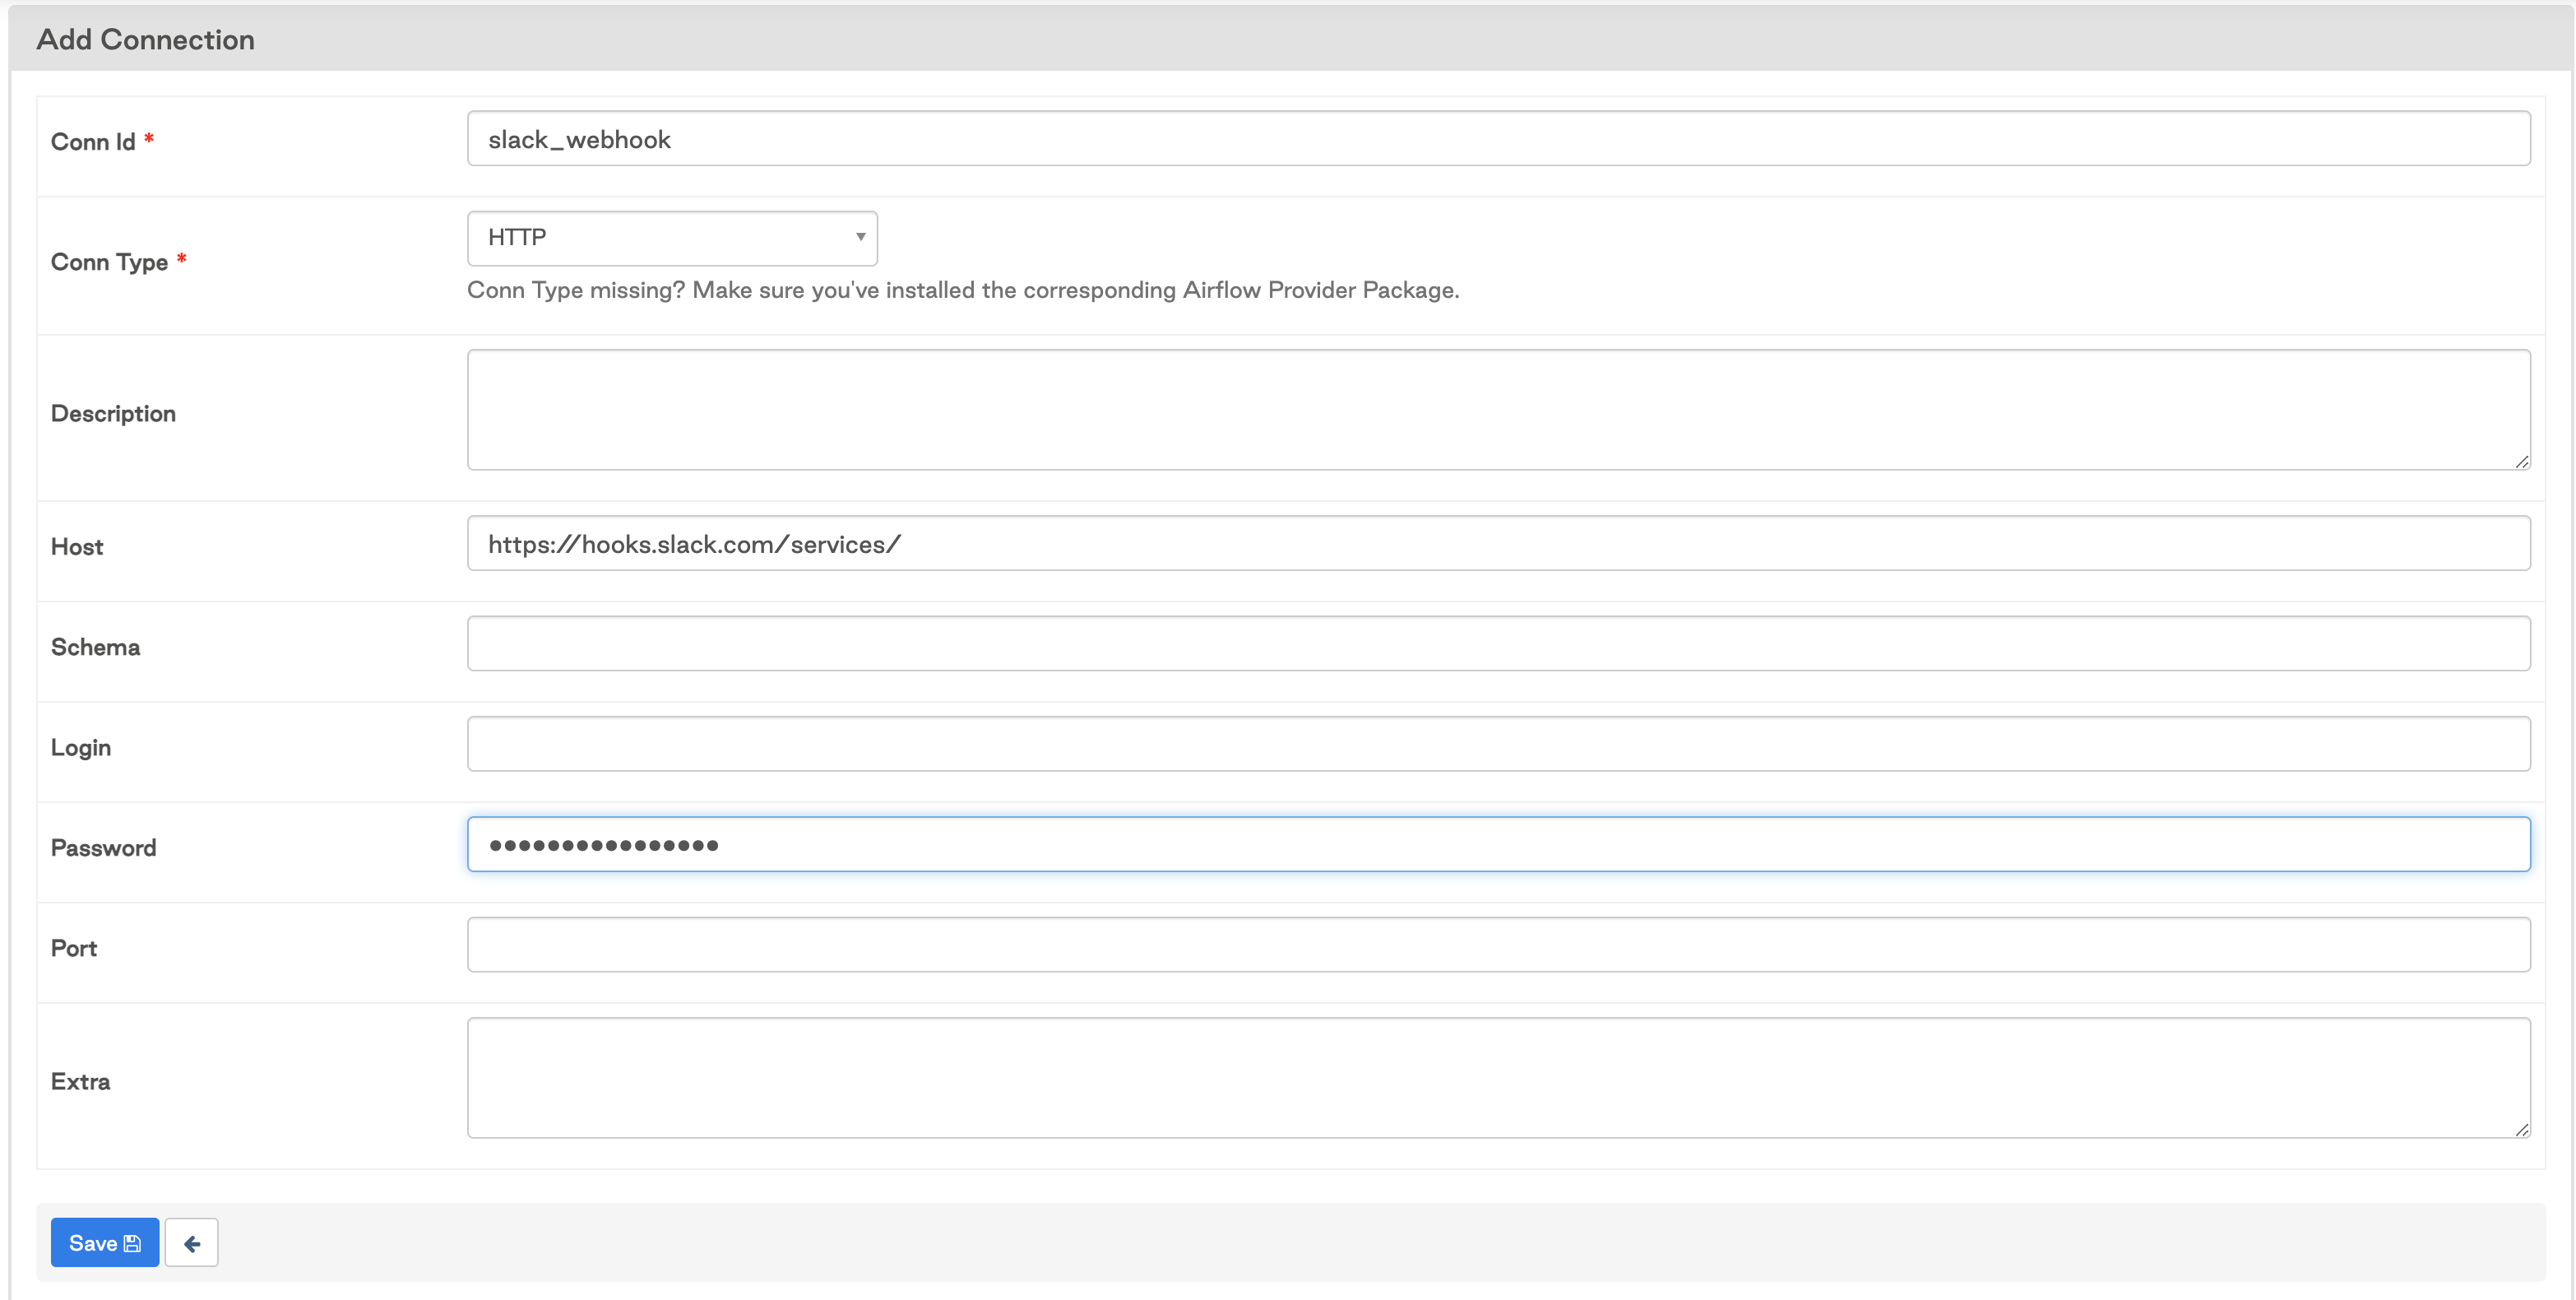 Add Connection
Conn Id *
slack_webhook
Conn Type *
HTTP
Conn Type missing? Make sure you've installed the corresponding Airflow Provider Package.
Description
Host
https://hooks.slack.com/services/
Schema
Login
Password
••••••••••••••••
Port
Extra
Save